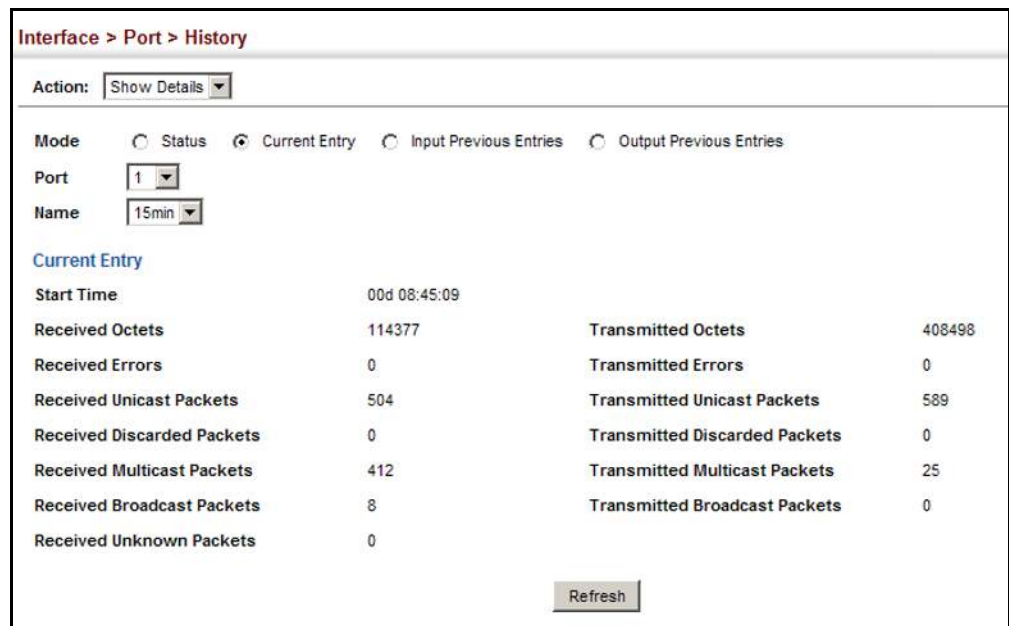 Interface > Port > History
Action: Show Details
Mode Status Current Entry Input Previous Entries Output Previous Entries
Port 1
Name 15min
Current Entry
Start Time 00d 08:45:09
Received Octets 114377 Transmitted Octets 408498
Received Errors 0 Transmitted Errors 0
Received Unicast Packets 504 Transmitted Unicast Packets 589
Received Discarded Packets 0 Transmitted Discarded Packets 0
Received Multicast Packets 412 Transmitted Multicast Packets 25
Received Broadcast Packets 8 Transmitted Broadcast Packets 0
Received Unknown Packets 0
Refresh